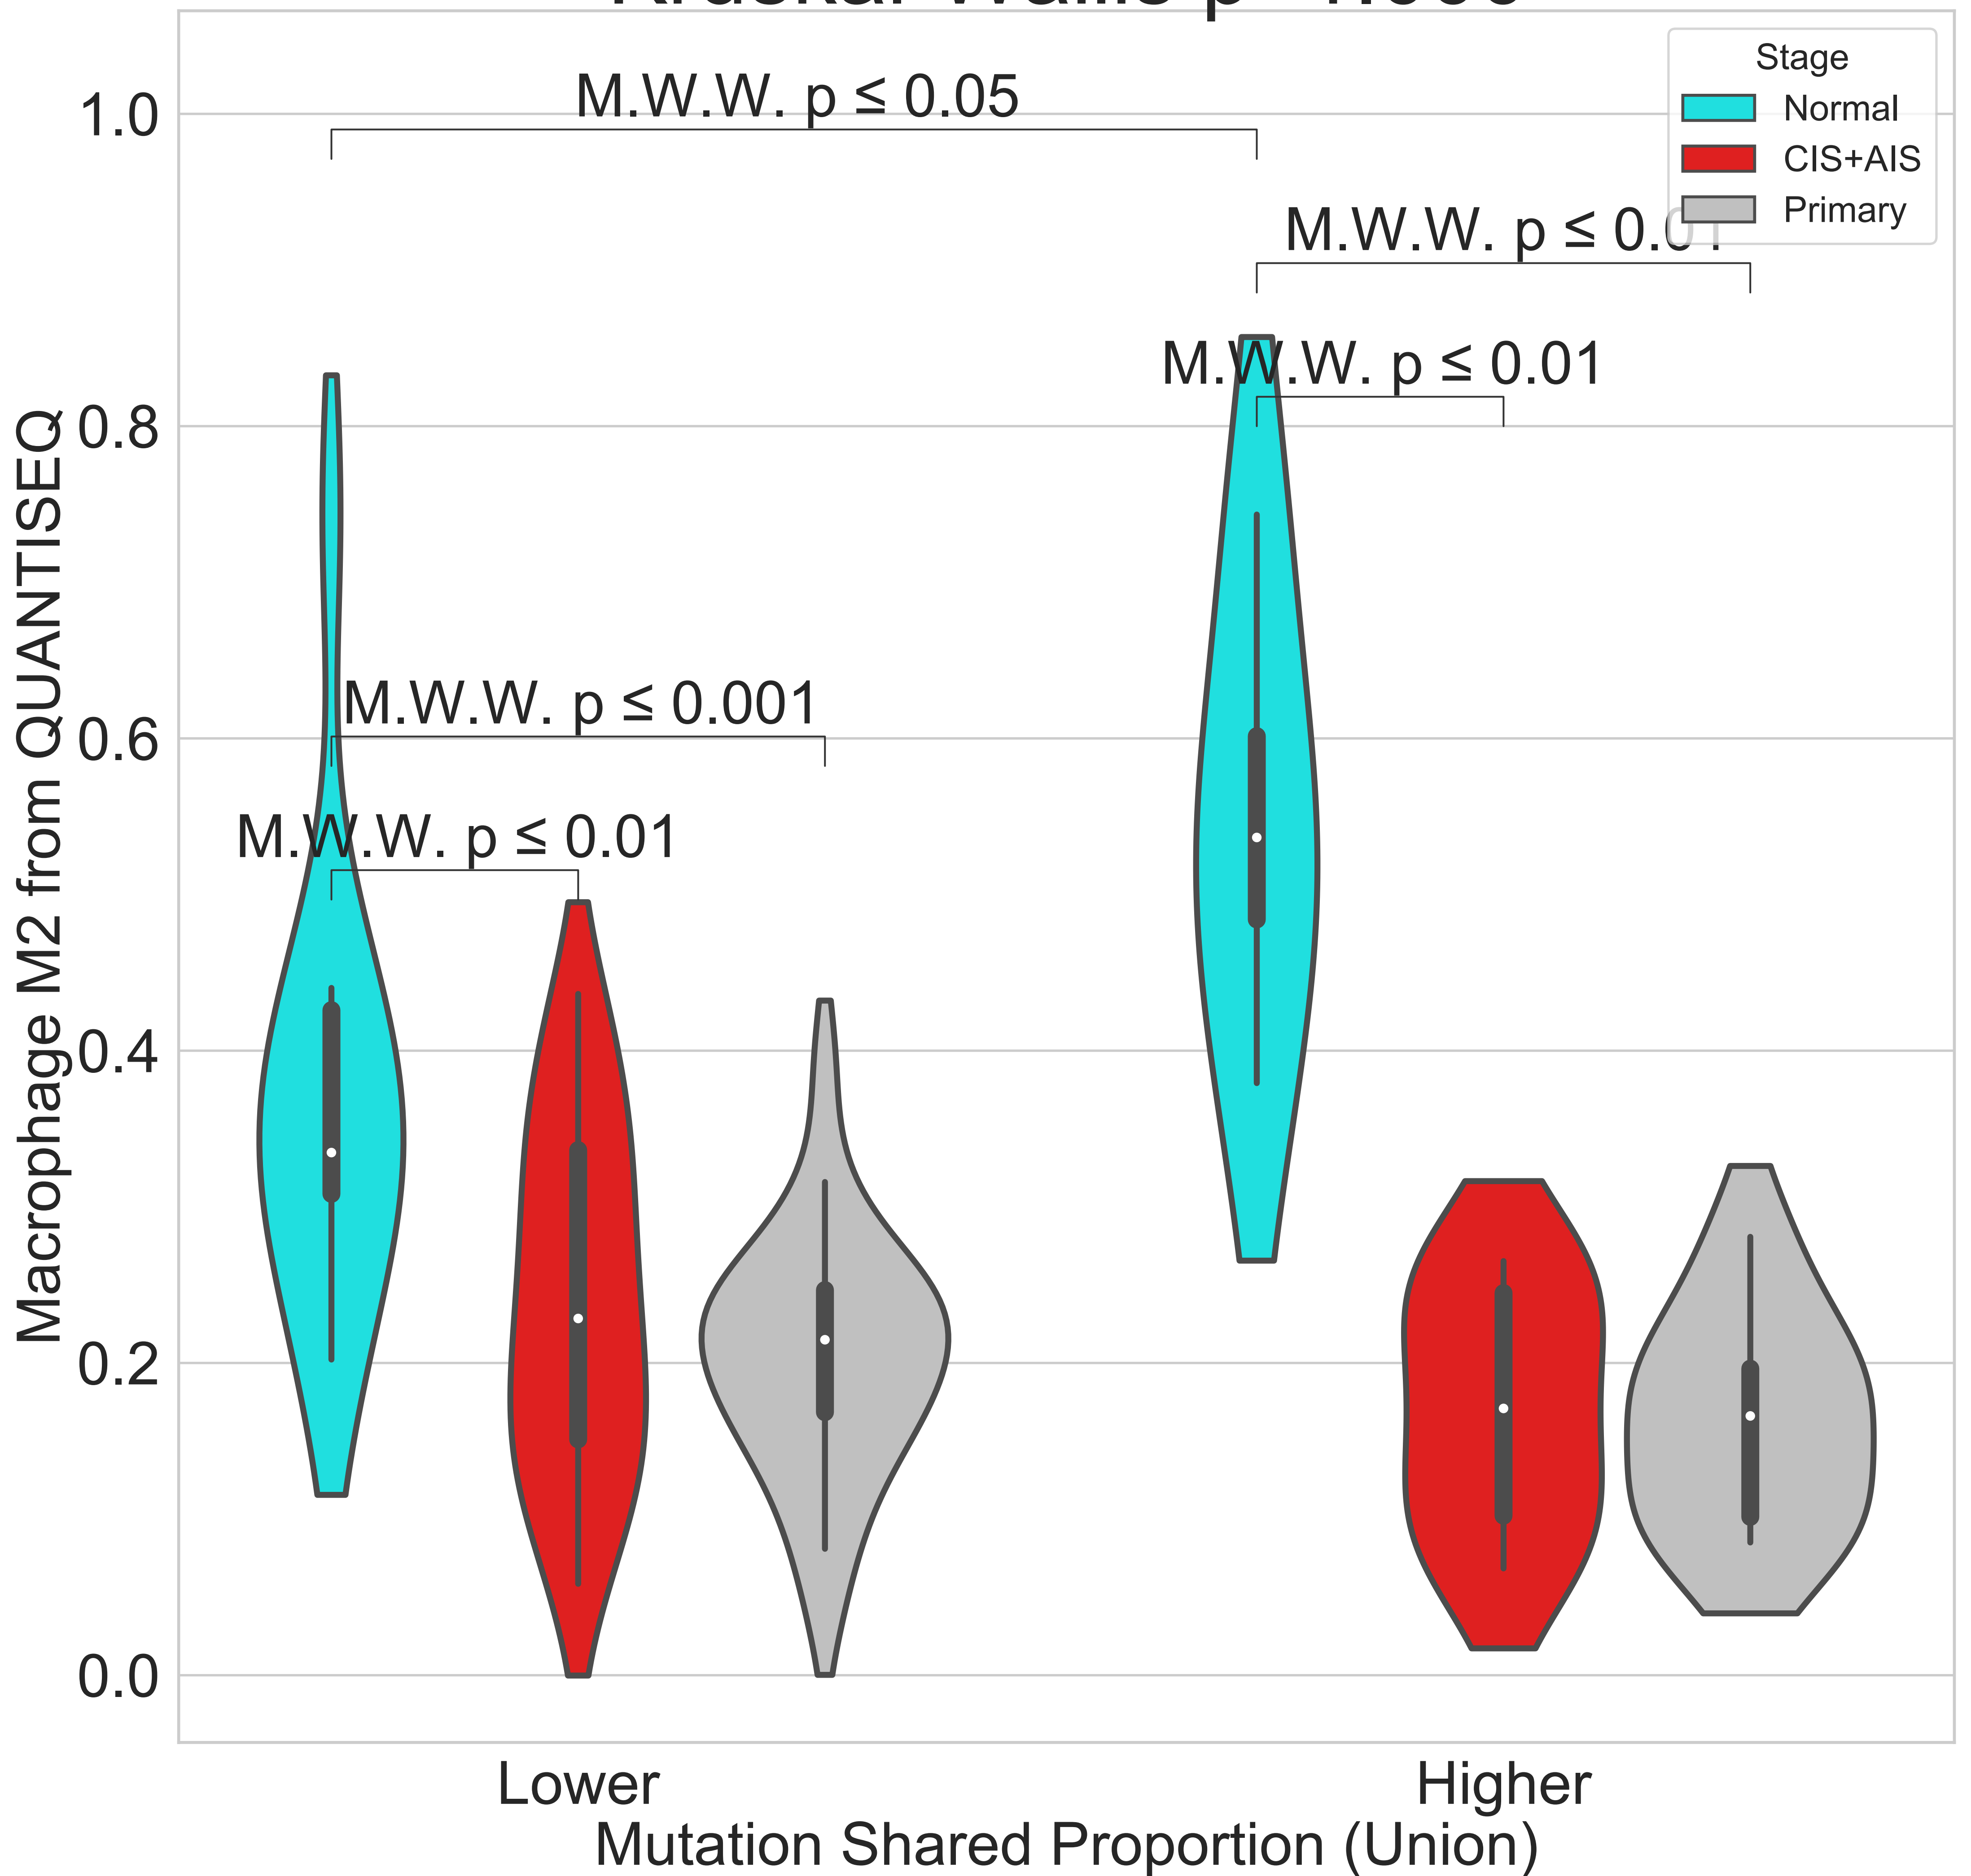 Stage
Normal
CIS+AIS
Primary
M.W.W. p ≤ 0.05
M.W.W. p ≤ 0.01
M.W.W. p ≤ 0.01
M.W.W. p ≤ 0.001
M.W.W. p ≤ 0.01
Macrophage M2 from QUANTISEQ
1.0
0.8
0.6
0.4
0.2
0.0
Lower
Higher
Mutation Shared Proportion (Union)